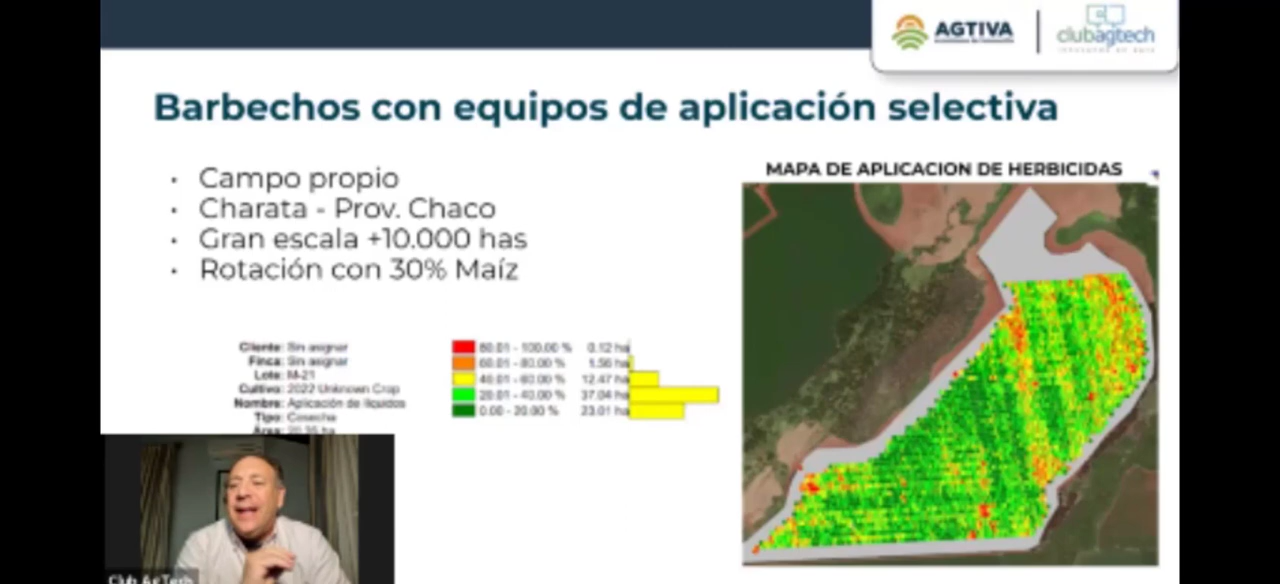 AGTIVA
clubagtech
Barbechos con equipos de aplicación selectiva
· Campo propio
· Charata - Prov. Chaco
· Gran escala +10.000 has
· Rotación con 30% Maíz
MAPA DE APLICACION DE HERBICIDAS
Cliente: Sin asignar
Finca: Sin asignar
Lote: M-21
Cultivo: 2022 Unknown Crop
Nombre: Aplicación de líquidos
Tipo: Cosecha
Área:
80.01 - 100.00 % 0.12 ha
60.01 - 80.00 % 1.56 ha
40.01 - 60.00 % 12.47 ha
20.01 - 40.00 % 37.04 ha
0.00 - 20.00 % 23.01 ha
Club AgTech